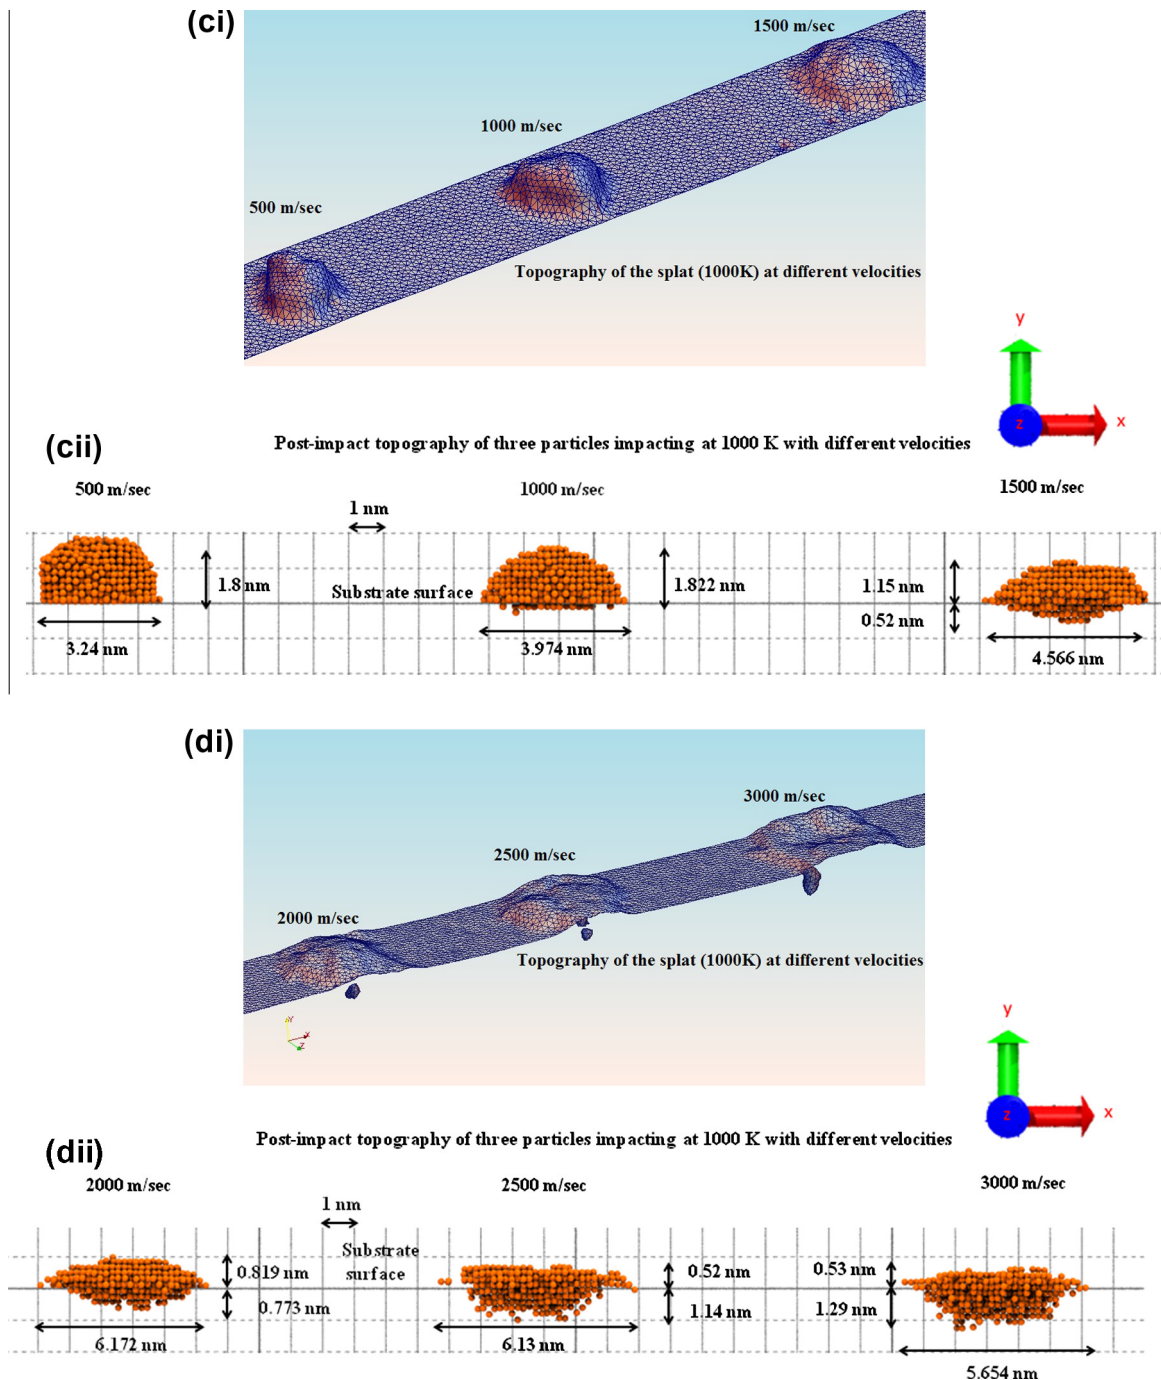 (ci)
1500 m/sec
1000 m/sec
500 m/sec
Topography of the splat (1000K) at different velocities
y
z
x
(cii)
Post-impact topography of three particles impacting at 1000 K with different velocities
500 m/sec
1000 m/sec
1500 m/sec
1 nm
1.8 nm
Substrate surface
1.822 nm
1.15 nm
0.52 nm
3.24 nm
3.974 nm
4.566 nm
(di)
3000 m/sec
2500 m/sec
2000 m/sec
Topography of the splat (1000K) at different velocities
Y
X
Z
y
z
x
Post-impact topography of three particles impacting at 1000 K with different velocities
(dii)
2000 m/sec
2500 m/sec
3000 m/sec
1 nm
Substrate
surface
0.819 nm
0.773 nm
0.52 nm
1.14 nm
0.53 nm
1.29 nm
6.172 nm
6.13 nm
5.654 nm